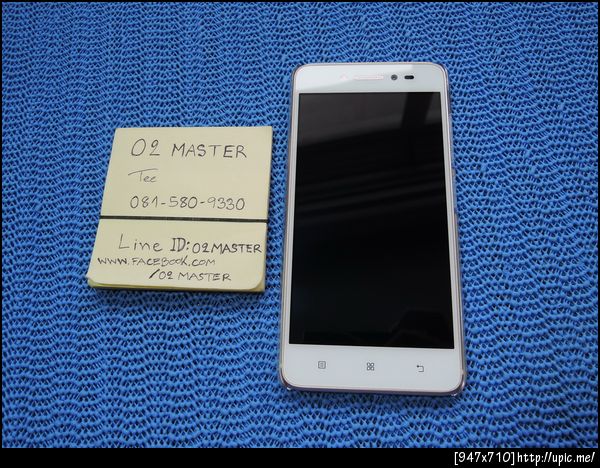 O2 MASTER
Tee
081-580-9330
Line ID: O2MASTER
WWW.FACEBOOK.COM
/O2 MASTER
[947x710]http://upic.me/